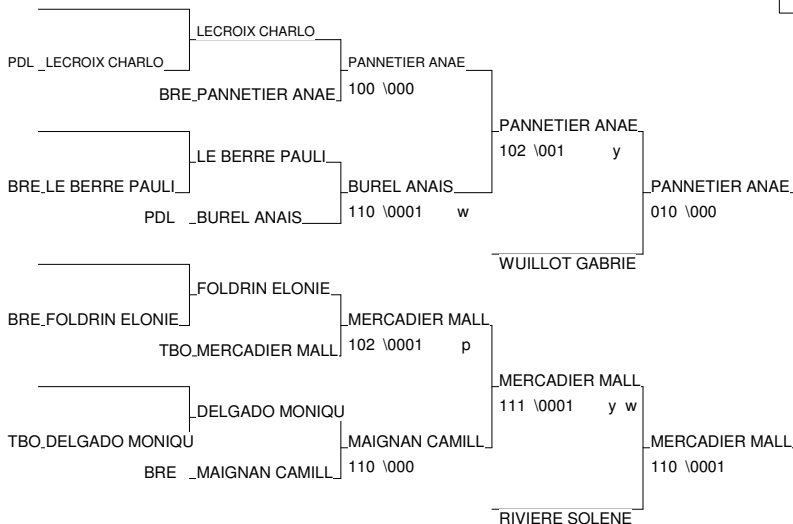 LECROIX CHARLO
PDL LECROIX CHARLO
PANNETIER ANAE
BRE PANNETIER ANAE
100 \000
PANNETIER ANAE
102 \001 y
LE BERRE PAULI
BRE LE BERRE PAULI
BUREL ANAIS
PANNETIER ANAE
PDL BUREL ANAIS
110 \0001 w
010 \000
WUILLOT GABRIE
FOLDRIN ELONIE
BRE FOLDRIN ELONIE
MERCADIER MALL
TBO MERCADIER MALL
102 \0001 p
MERCADIER MALL
111 \0001 y w
DELGADO MONIQU
TBO DELGADO MONIQU
MAIGNAN CAMILL
MERCADIER MALL
BRE MAIGNAN CAMILL
110 \000
110 \0001
RIVIERE SOLENE